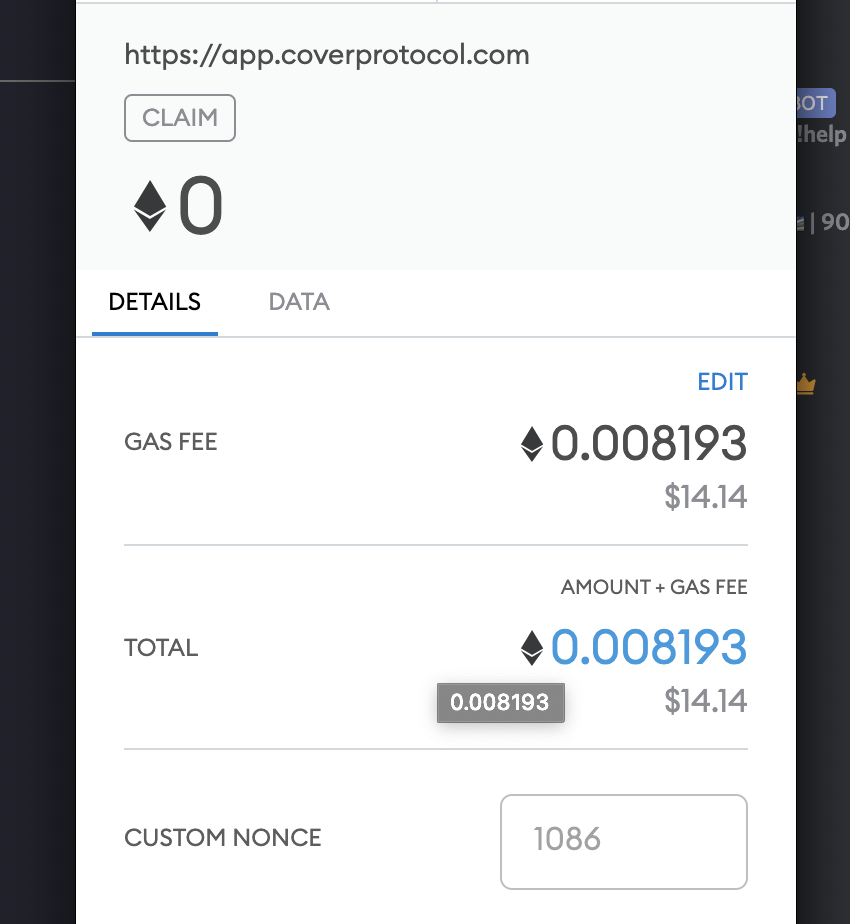 https://app.coverprotocol.com
BOT
CLAIM
!help
0
| 90
DETAILS DATA
EDIT
GAS FEE 0.008193
$14.14
AMOUNT + GAS FEE
TOTAL 0.008193
0.008193 $14.14
CUSTOM NONCE 1086